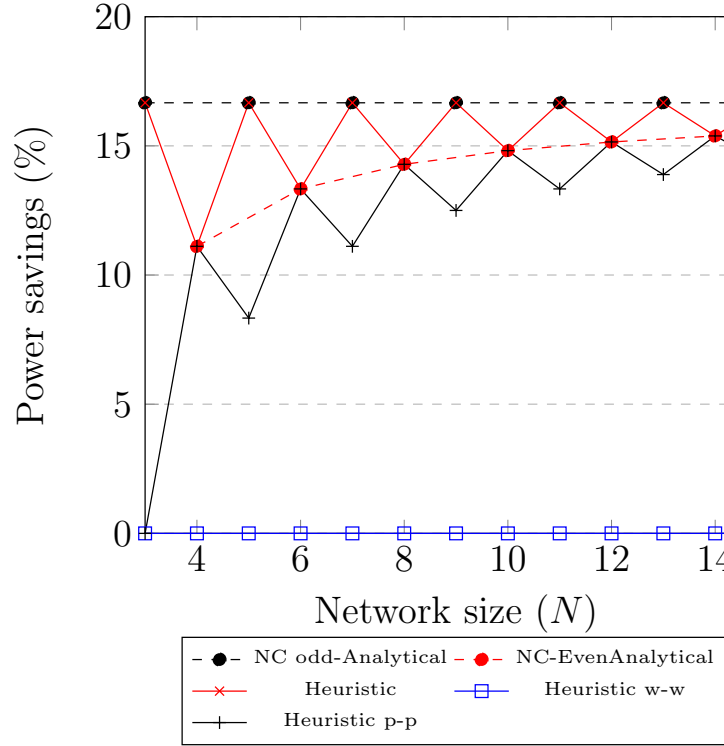 20
15
10
5
0
Power savings (%)
4 6 8 10 12 14
Network size (N)
NC odd-Analytical NC-EvenAnalytical
Heuristic Heuristic w-w
Heuristic p-p